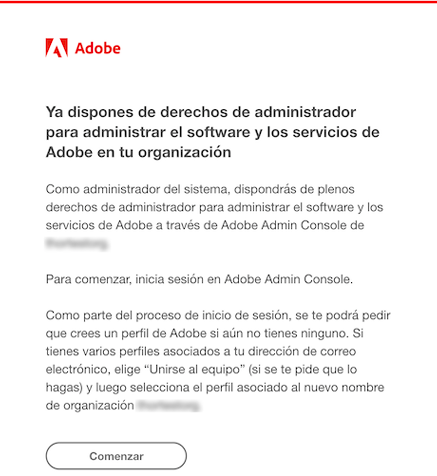 Adobe
Ya dispones de derechos de administrador
para administrar el software y los servicios de
Adobe en tu organización
Como administrador del sistema, dispondrás de plenos
derechos de administrador para administrar el software y los
servicios de Adobe a través de Adobe Admin Console de
Para comenzar, inicia sesión en Adobe Admin Console.
Como parte del proceso de inicio de sesión, se te podrá pedir
que crees un perfil de Adobe si aún no tienes ninguno. Si
tienes varios perfiles asociados a tu dirección de correo
electrónico, elige “Unirse al equipo” (si se te pide que lo
hagas) y luego selecciona el perfil asociado al nuevo nombre
de organización
Comenzar